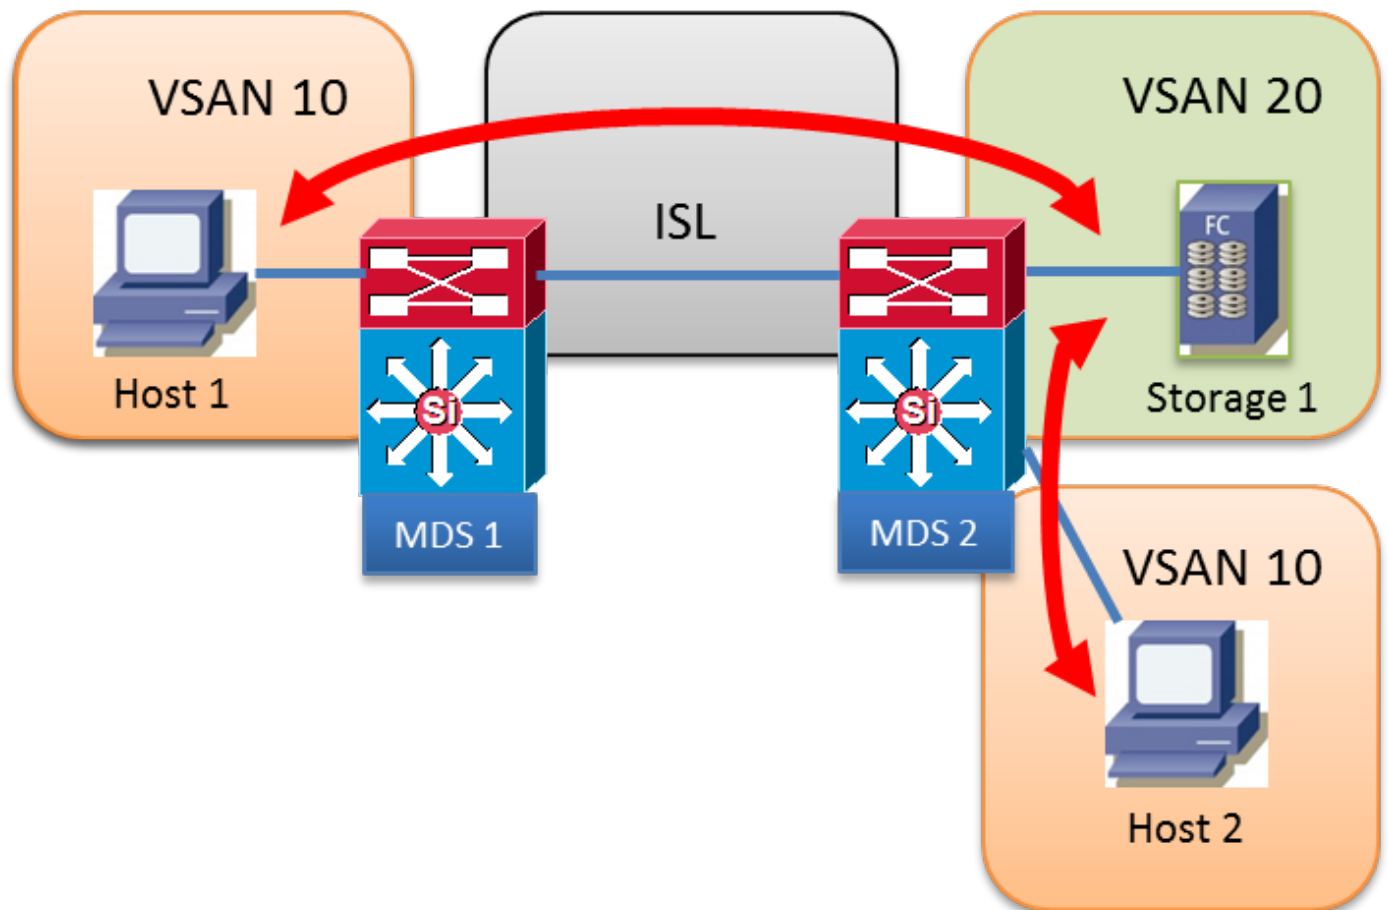 VSAN 10
ISL
VSAN 20
FC
Host 1
Storage 1
Si
Si
MDS 1
MDS 2
VSAN 10
Host 2